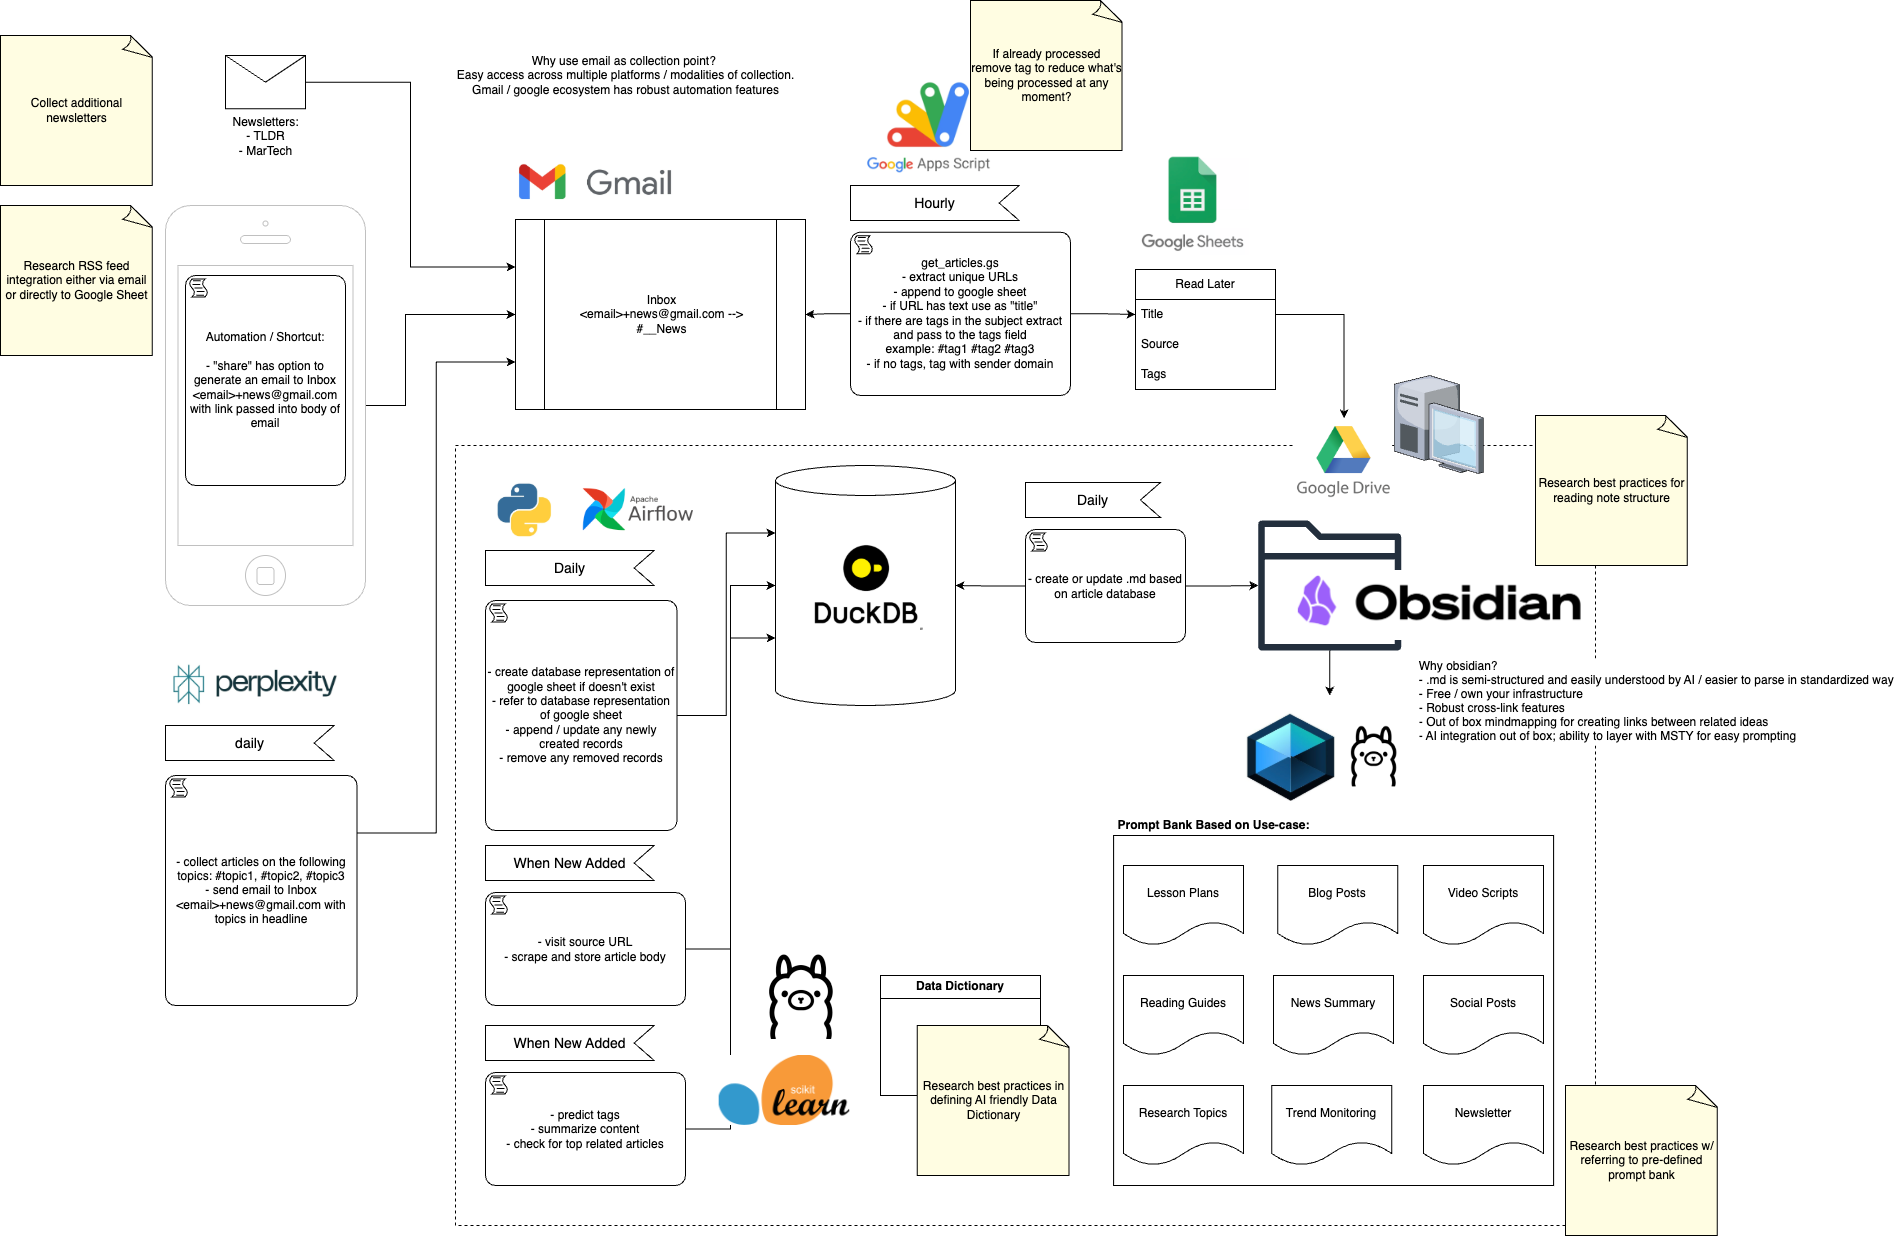 Collect additional
newsletters
Newsletters:
- TLDR
- MarTech
Why use email as collection point?
Easy access across multiple platforms / modalities of collection.
Gmail / google ecosystem has robust automation features
If already processed
remove tag to reduce what's
being processed at any
moment?
Google Apps Script
Gmail
Hourly
Google Sheets
Research RSS feed
integration either via email
or directly to Google Sheet
Automation / Shortcut:
- "share" has option to
generate an email to Inbox
<email>+news@gmail.com
with link passed into body of
email
Inbox
<email>+news@gmail.com -->
#__News
get_articles.gs
- extract unique URLs
- append to google sheet
- if URL has text use as "title"
- if there are tags in the subject extract
and pass to the tags field
example: #tag1 #tag2 #tag3
- if no tags, tag with sender domain
Read Later
Title
Source
Tags
Google Drive
Research best practices for
reading note structure
Apache
Airflow
Daily
- create database representation of
google sheet if doesn't exist
- refer to database representation
of google sheet
- append / update any newly
created records
- remove any removed records
DuckDB
Daily
- create or update .md based
on article database
Obsidian
Why obsidian?
- .md is semi-structured and easily understood by AI / easier to parse in standardized way
- Free / own your infrastructure
- Robust cross-link features
- Out of box mindmapping for creating links between related ideas
- AI integration out of box; ability to layer with MSTY for easy prompting
perplexity
daily
- collect articles on the following
topics: #topic1, #topic2, #topic3
- send email to Inbox
<email>+news@gmail.com with
topics in headline
When New Added
- visit source URL
- scrape and store article body
When New Added
- predict tags
- summarize content
- check for top related articles
scikit
learn
Data Dictionary
Research best practices in
defining AI friendly Data
Dictionary
Prompt Bank Based on Use-case:
Lesson Plans
Blog Posts
Video Scripts
Reading Guides
News Summary
Social Posts
Research Topics
Trend Monitoring
Newsletter
Research best practices w/
referring to pre-defined
prompt bank